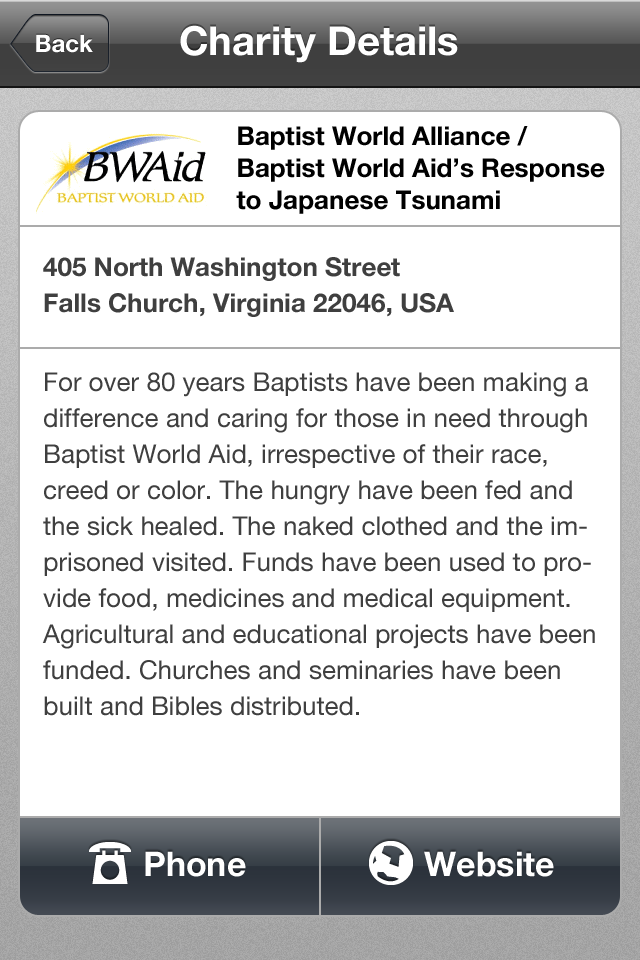 Back
Charity Details
BWAid
BAPTIST WORLD AID
Baptist World Alliance /
Baptist World Aid’s Response
to Japanese Tsunami
405 North Washington Street
Falls Church, Virginia 22046, USA
For over 80 years Baptists have been making a
difference and caring for those in need through
Baptist World Aid, irrespective of their race,
creed or color. The hungry have been fed and
the sick healed. The naked clothed and the im-
prisoned visited. Funds have been used to pro-
vide food, medicines and medical equipment.
Agricultural and educational projects have been
funded. Churches and seminaries have been
built and Bibles distributed.
Phone
Website